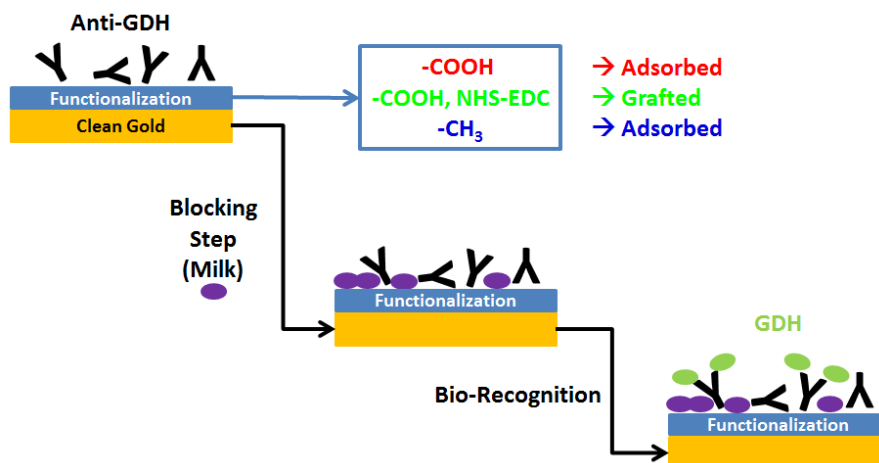 Anti-GDH
Functionalization
Clean Gold
-COOH → Adsorbed
-COOH, NHS-EDC → Grafted
-CH₃ → Adsorbed
Blocking
Step
(Milk)
Functionalization
Bio-Recognition
GDH
Functionalization